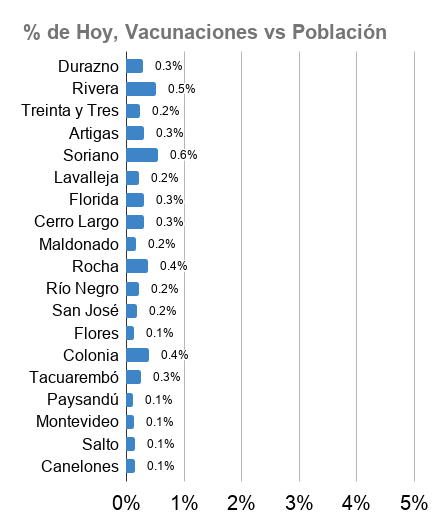 % de Hoy, Vacunaciones vs Población
Durazno 0.3%
Rivera 0.5%
Treinta y Tres 0.2%
Artigas 0.3%
Soriano 0.6%
Lavalleja 0.2%
Florida 0.3%
Cerro Largo 0.3%
Maldonado 0.2%
Rocha 0.4%
Río Negro 0.2%
San José 0.2%
Flores 0.1%
Colonia 0.4%
Tacuarembó 0.3%
Paysandú 0.1%
Montevideo 0.1%
Salto 0.1%
Canelones 0.1%
0% 1% 2% 3% 4% 5%